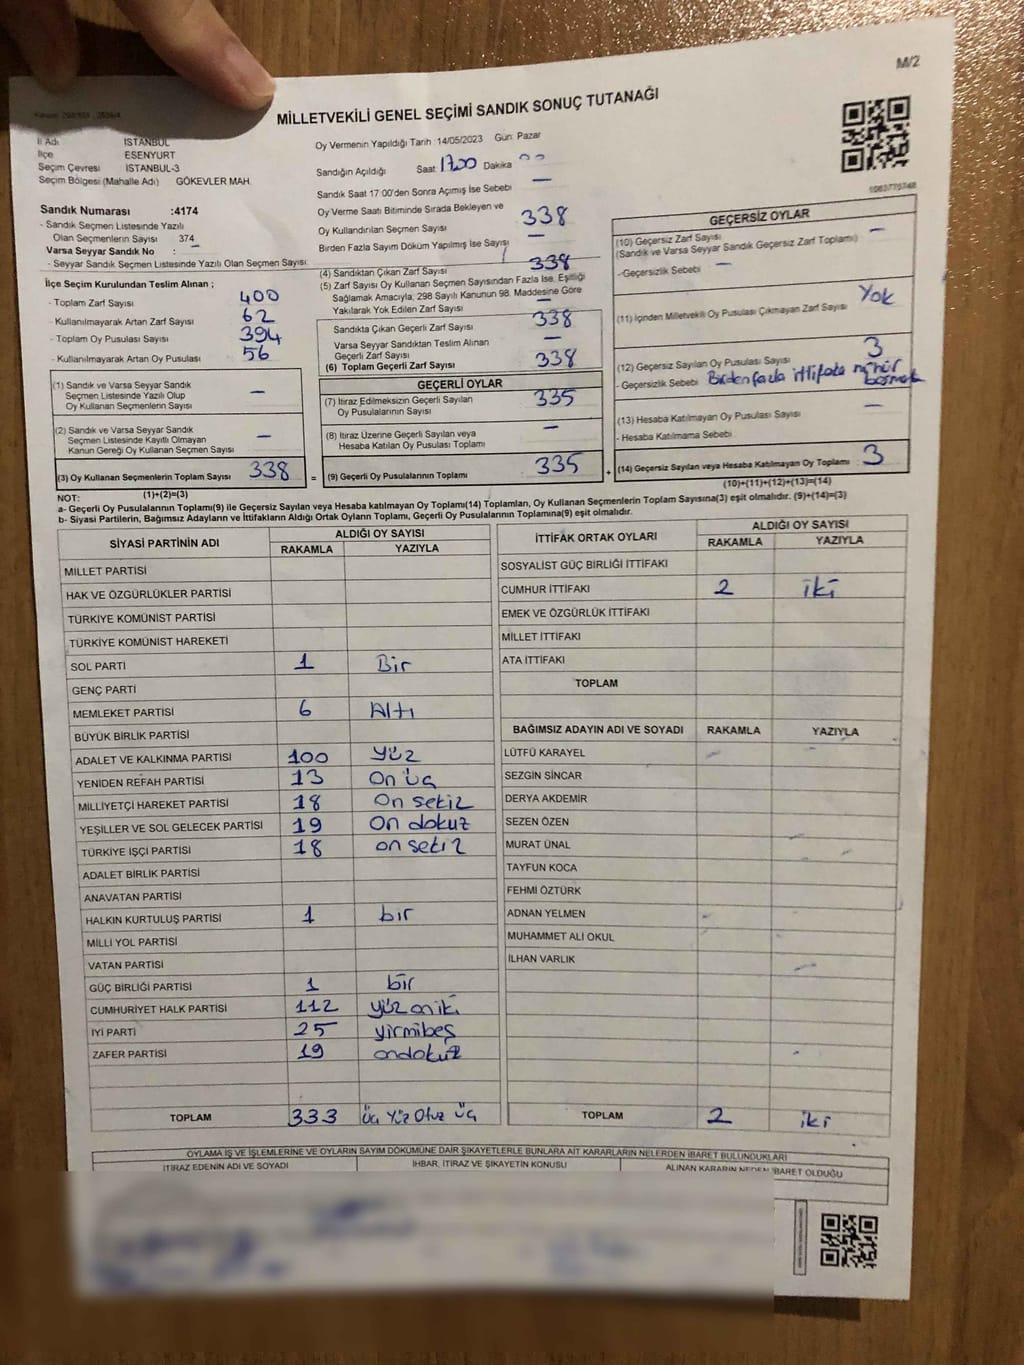 M/2
MİLLETVEKİLİ GENEL SEÇİMİ SANDIK SONUÇ TUTANAĞI
İl Adı İSTANBUL
İlçe ESENYURT
Seçim Çevresi İSTANBUL-3
Seçim Bölgesi (Mahalle Adı) GÖKEVLER MAH.
Sandık Numarası :4174
- Sandık Seçmen Listesinde Yazılı
Olan Seçmenlerin Sayısı 374
Varsa Seyyar Sandık No : –
- Seyyar Sandık Seçmen Listesinde Yazılı Olan Seçmen Sayısı:
İlçe Seçim Kurulundan Teslim Alınan ;
- Toplam Zarf Sayısı 400
- Kullanılmayarak Artan Zarf Sayısı 62
- Toplam Oy Pusulası Sayısı 394
- Kullanılmayarak Artan Oy Pusulası 56
(1) Sandık ve Varsa Seyyar Sandık
Seçmen Listesinde Yazılı Olup
Oy Kullanan Seçmenlerin Sayısı –
(2) Sandık ve Varsa Seyyar Sandık
Seçmen Listesinde Kayıtlı Olmayan
Kanun Gereği Oy Kullanan Seçmen Sayısı –
(3) Oy Kullanan Seçmenlerin Toplam Sayısı 338 =
(1)+(2)=(3)
Oy Vermenin Yapıldığı Tarih :14/05/2023 Gün: Pazar
Sandığın Açıldığı Saat 17.00 Dakika 00
Sandık Saat 17:00'den Sonra Açımış İse Sebebi –
Oy Verme Saati Bitiminde Sırada Bekleyen ve
Oy Kullandırılan Seçmen Sayısı 338
Birden Fazla Sayım Döküm Yapılmış İse Sayısı –
(4) Sandıktan Çıkan Zarf Sayısı 338
(5) Zarf Sayısı Oy Kullanan Seçmen Sayısından Fazla İse, Eşitliği
Sağlamak Amacıyla, 298 Sayılı Kanunun 98. Maddesine Göre
Yakılarak Yok Edilen Zarf Sayısı –
Sandıkta Çıkan Geçerli Zarf Sayısı 338
Varsa Seyyar Sandıktan Teslim Alınan
Geçerli Zarf Sayısı –
(6) Toplam Geçerli Zarf Sayısı 338
GEÇERLİ OYLAR
(7) İtiraz Edilmeksizin Geçerli Sayılan
Oy Pusulalarının Sayısı 335
(8) İtiraz Üzerine Geçerli Sayılan veya
Hesaba Katılan Oy Pusulası Toplamı –
(9) Geçerli Oy Pusulalarının Toplamı 335 +
1063775748
GEÇERSİZ OYLAR
(10) Geçersiz Zarf Sayısı –
(Sandık ve Varsa Seyyar Sandık Geçersiz Zarf Toplamı)
- Geçersizlik Sebebi –
(11) İçinden Milletvekili Oy Pusulası Çıkmayan Zarf Sayısı Yok
(12) Geçersiz Sayılan Oy Pusulası Sayısı 3
- Geçersizlik Sebebi Birden fazla ittifaka mühür
basmak
(13) Hesaba Katılmayan Oy Pusulası Sayısı –
- Hesaba Katılmama Sebebi
(14) Geçersiz Sayılan veya Hesaba Katılmayan Oy Toplamı 3
(10)+(11)+(12)+(13)=(14)
NOT:
a- Geçerli Oy Pusulalarının Toplamı(9) ile Geçersiz Sayılan veya Hesaba katılmayan Oy Toplamı(14) Toplamları, Oy Kullanan Seçmenlerin Toplam Sayısına(3) eşit olmalıdır. (9)+(14)=(3)
b- Siyasi Partilerin, Bağımsız Adayların ve İttifakların Aldığı Ortak Oyların Toplamı, Geçerli Oy Pusulalarının Toplamına(9) eşit olmalıdır.
SİYASİ PARTİNİN ADI ALDIĞI OY SAYISI
RAKAMLA YAZIYLA
MİLLET PARTİSİ
HAK VE ÖZGÜRLÜKLER PARTİSİ
TÜRKİYE KOMÜNİST PARTİSİ
TÜRKİYE KOMÜNİST HAREKETİ
SOL PARTİ 1 Bir
GENÇ PARTİ
MEMLEKET PARTİSİ 6 Altı
BÜYÜK BİRLİK PARTİSİ
ADALET VE KALKINMA PARTİSİ 100 yüz
YENİDEN REFAH PARTİSİ 13 On üç
MİLLİYETÇİ HAREKET PARTİSİ 18 On sekiz
YEŞİLLER VE SOL GELECEK PARTİSİ 19 On dokuz
TÜRKİYE İŞÇİ PARTİSİ 18 on sekiz
ADALET BİRLİK PARTİSİ
ANAVATAN PARTİSİ
HALKIN KURTULUŞ PARTİSİ 1 bir
MİLLİ YOL PARTİSİ
VATAN PARTİSİ
GÜÇ BİRLİĞİ PARTİSİ 1 bir
CUMHURİYET HALK PARTİSİ 112 yüz oniki
İYİ PARTİ 25 yirmibeş
ZAFER PARTİSİ 19 ondokuz
TOPLAM 333 üç Yüz Otuz üç
İTTİFAK ORTAK OYLARI ALDIĞI OY SAYISI
RAKAMLA YAZIYLA
SOSYALİST GÜÇ BİRLİĞİ İTTİFAKI
CUMHUR İTTİFAKI 2 iki
EMEK VE ÖZGÜRLÜK İTTİFAKI
MİLLET İTTİFAKI
ATA İTTİFAKI
TOPLAM
BAĞIMSIZ ADAYIN ADI VE SOYADI RAKAMLA YAZIYLA
LÜTFÜ KARAYEL
SEZGİN SİNCAR
DERYA AKDEMİR
SEZEN ÖZEN
MURAT ÜNAL
TAYFUN KOCA
FEHMİ ÖZTÜRK
ADNAN YELMEN
MUHAMMET ALİ OKUL
İLHAN VARLIK
TOPLAM 2 iki
OYLAMA İŞ VE İŞLEMLERİNE VE OYLARIN SAYIM DÖKÜMÜNE DAİR ŞİKAYETLERLE BUNLARA AİT KARARLARIN NELERDEN İBARET BULUNDUKLARI
İTİRAZ EDENİN ADI VE SOYADI İHBAR, İTİRAZ VE ŞİKAYETİN KONUSU ALINAN KARARIN NEDEN İBARET OLDUĞU